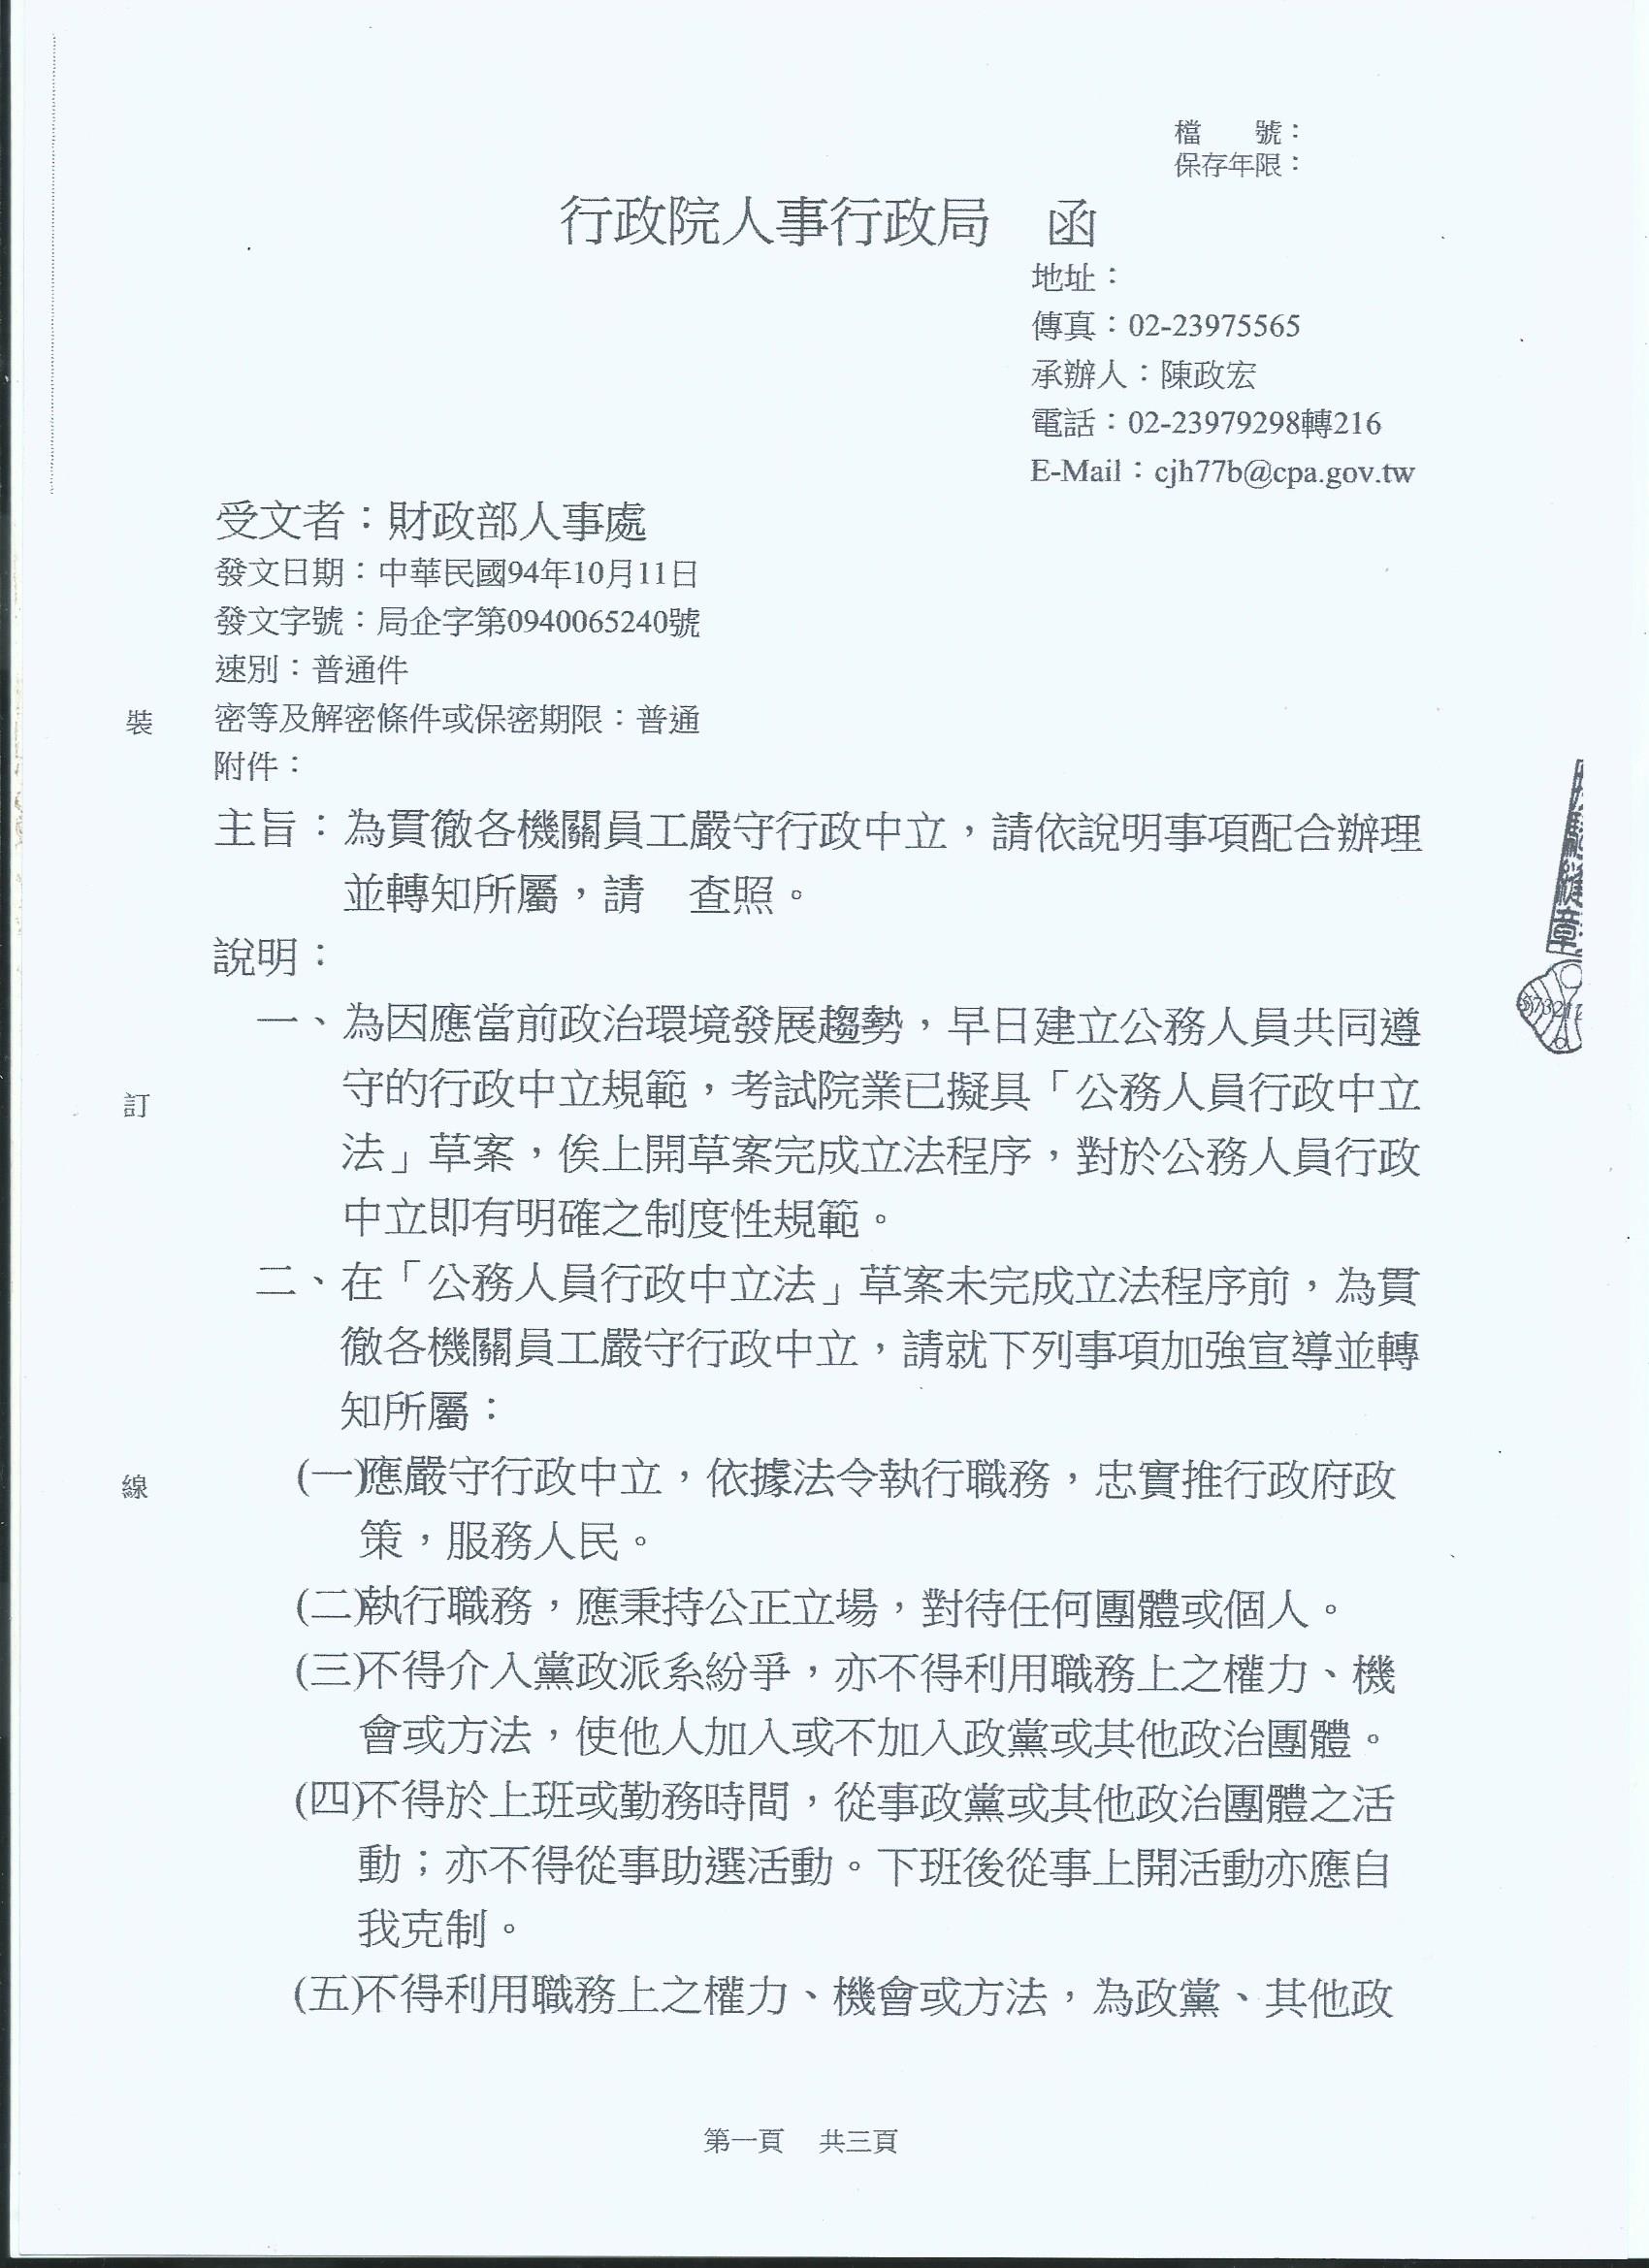 檔　　號：
保存年限：
行政院人事行政局　函
地址：
傳真：02-23975565
承辦人：陳政宏
電話：02-23979298轉216
E-Mail：cjh77b@cpa.gov.tw
受文者：財政部人事處
發文日期：中華民國94年10月11日
發文字號：局企字第0940065240號
速別：普通件
密等及解密條件或保密期限：普通
附件：
主旨：為貫徹各機關員工嚴守行政中立，請依說明事項配合辦理
並轉知所屬，請　查照。
說明：
一、為因應當前政治環境發展趨勢，早日建立公務人員共同遵
守的行政中立規範，考試院業已擬具「公務人員行政中立
法」草案，俟上開草案完成立法程序，對於公務人員行政
中立即有明確之制度性規範。
二、在「公務人員行政中立法」草案未完成立法程序前，為貫
徹各機關員工嚴守行政中立，請就下列事項加強宣導並轉
知所屬：
(一)應嚴守行政中立，依據法令執行職務，忠實推行政府政
策，服務人民。
(二)執行職務，應秉持公正立場，對待任何團體或個人。
(三)不得介入黨政派系紛爭，亦不得利用職務上之權力、機
會或方法，使他人加入或不加入政黨或其他政治團體。
(四)不得於上班或勤務時間，從事政黨或其他政治團體之活
動；亦不得從事助選活動。下班後從事上開活動亦應自
我克制。
(五)不得利用職務上之權力、機會或方法，為政黨、其他政
裝
訂
線
章
第一頁　共三頁